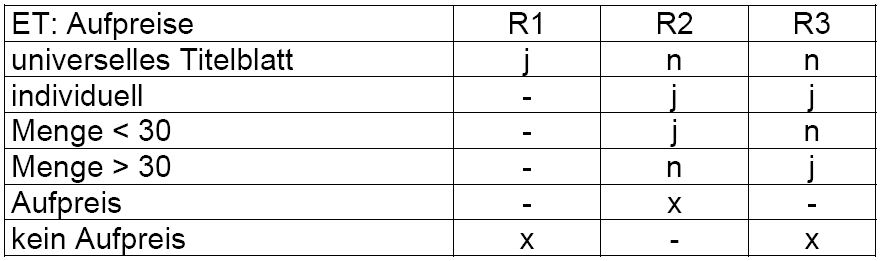 ET: Aufpreise R1 R2 R3
universelles Titelblatt j n n
individuell - j j
Menge < 30 - j n
Menge > 30 - n j
Aufpreis - x -
kein Aufpreis x - x